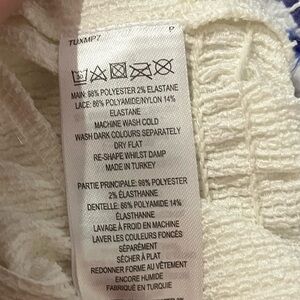 TUXMP7 P
MAIN: 98% POLYESTER 2% ELASTANE
LACE: 86% POLYAMIDE/NYLON 14%
ELASTANE
MACHINE WASH COLD
WASH DARK COLOURS SEPARATELY
DRY FLAT
RE-SHAPE WHILST DAMP
MADE IN TURKEY
PARTIE PRINCIPALE: 98% POLYESTER
2% ÉLASTHANNE
DENTELLE: 86% POLYAMIDE 14%
ÉLASTHANNE
LAVAGE À FROID EN MACHINE
LAVER LES COULEURS FONCÉS
SÉPARÉMENT
SÉCHER À PLAT
REDONNER FORME AU VÊTEMENT
ENCORE HUMIDE
FABRIQUÉ EN TURQUIE